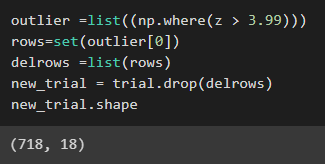 outlier =list((np.where(z > 3.99)))
rows=set(outlier[0])
delrows =list(rows)
new_trial = trial.drop(delrows)
new_trial.shape
(718, 18)